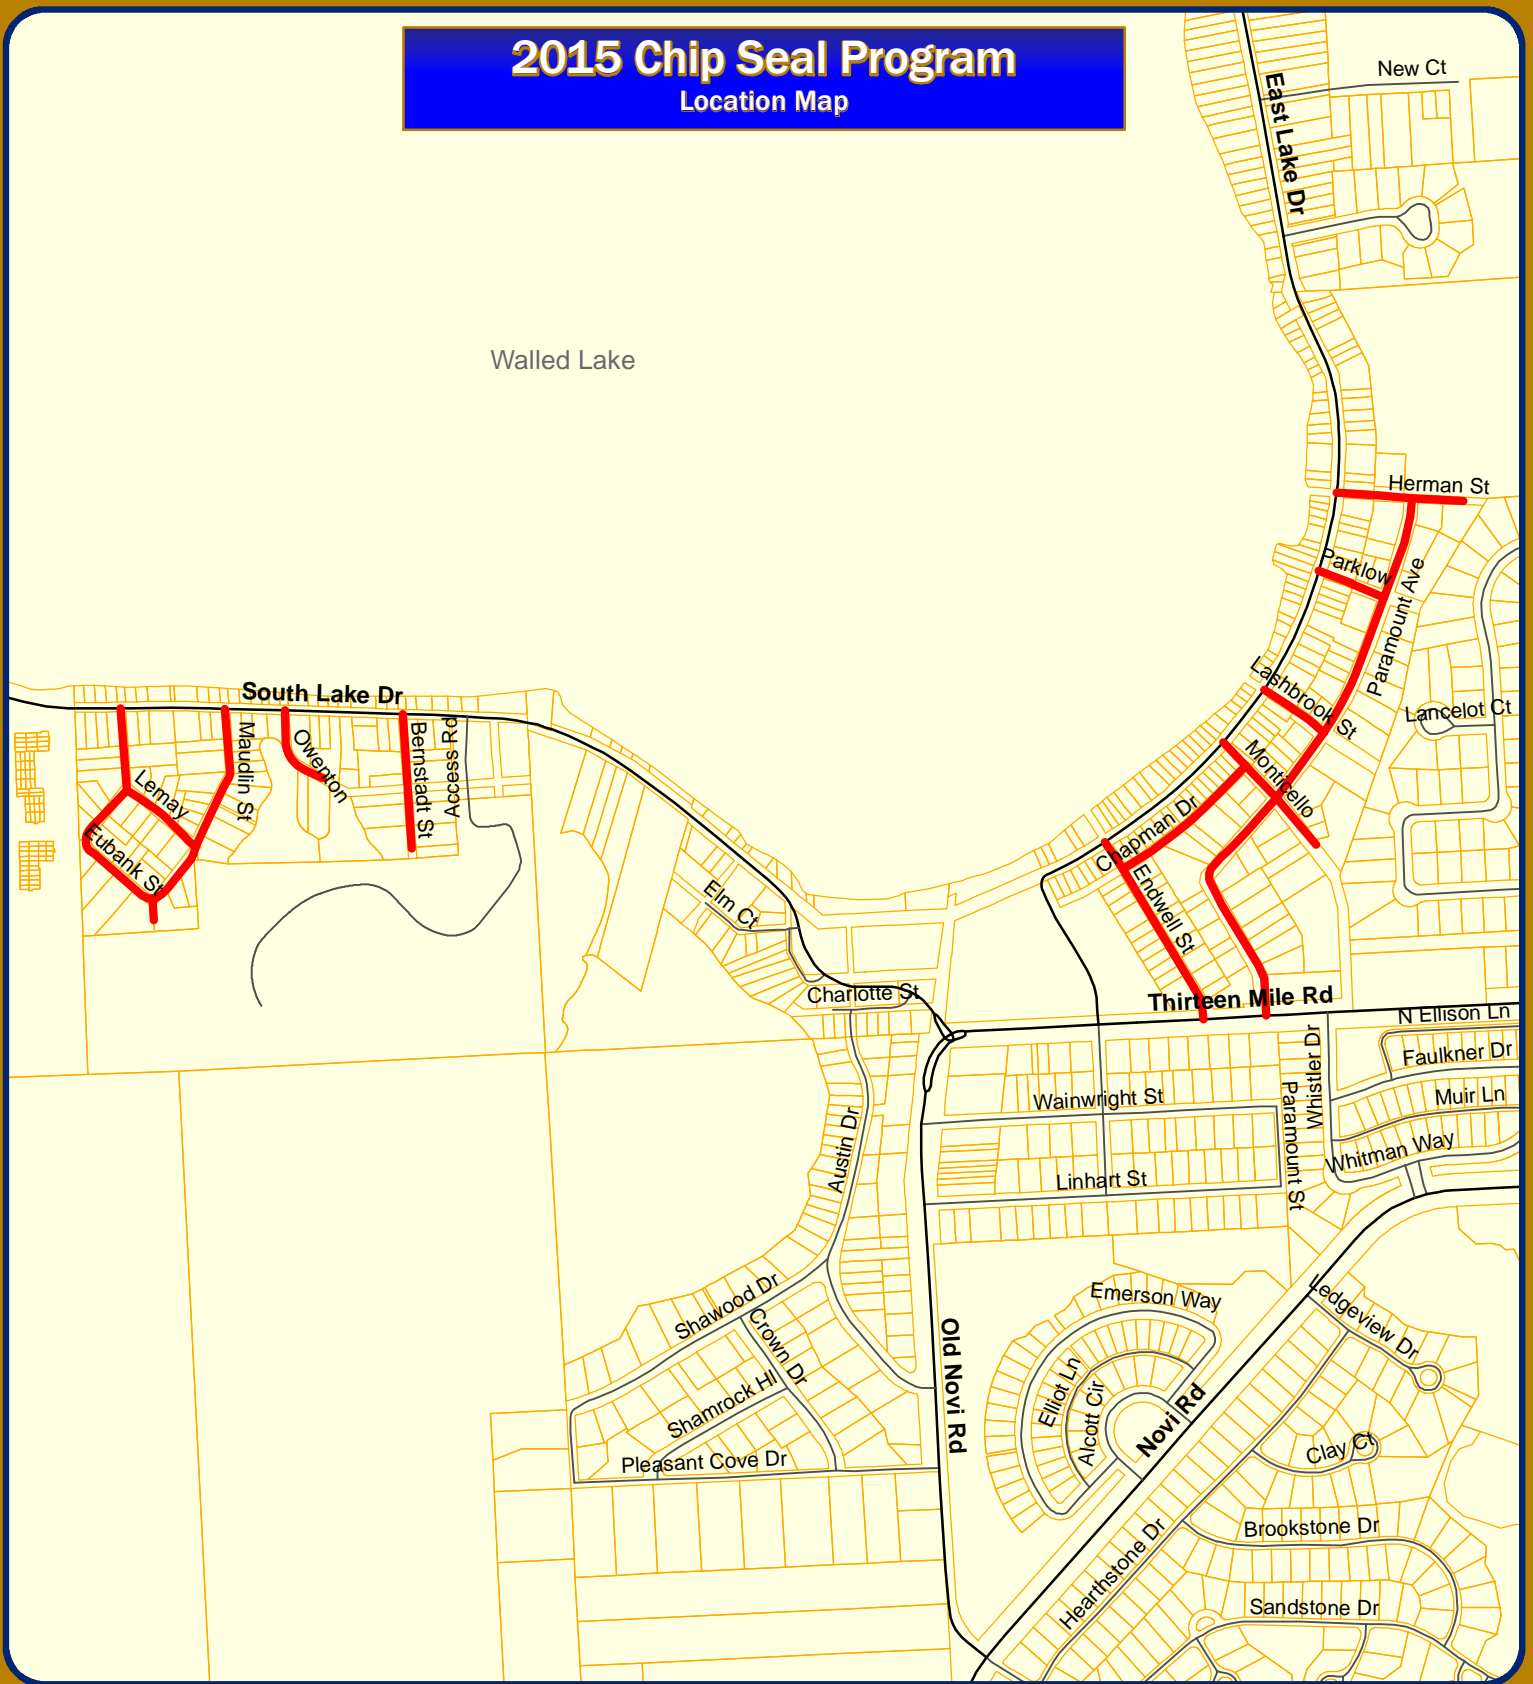 2015 Chip Seal Program
Location Map
New Ct
East Lake Dr
Walled Lake
Herman St
Parklow
Paramount Ave
Lashbrook St
Lancelot Ct
South Lake Dr
Maudlin St
Owenton
Bernstadt St
Access Rd
Monticello
Lemay
Chapman Dr
Eubank St
Endwell St
Elm Ct
Charlotte St
Thirteen Mile Rd
N Ellison Ln
Whistler Dr
Faulkner Dr
Wainwright St
Paramount St
Muir Ln
Austin Dr
Whitman Way
Linhart St
Shawood Dr
Emerson Way
Ledgeview Dr
Crown Dr
Old Novi Rd
Elliot Ln
Alcott Cir
Novi Rd
Shamrock Hl
Clay Ct
Pleasant Cove Dr
Brookstone Dr
Hearthstone Dr
Sandstone Dr